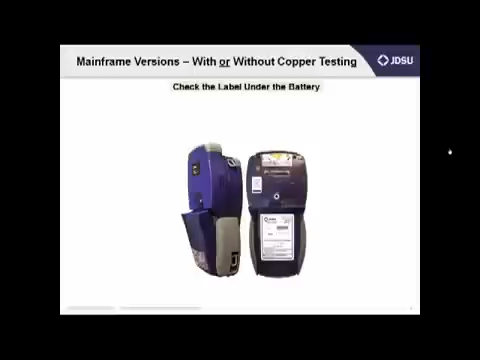 Mainframe Versions – With or Without Copper Testing
JDSU
Check the Label Under the Battery